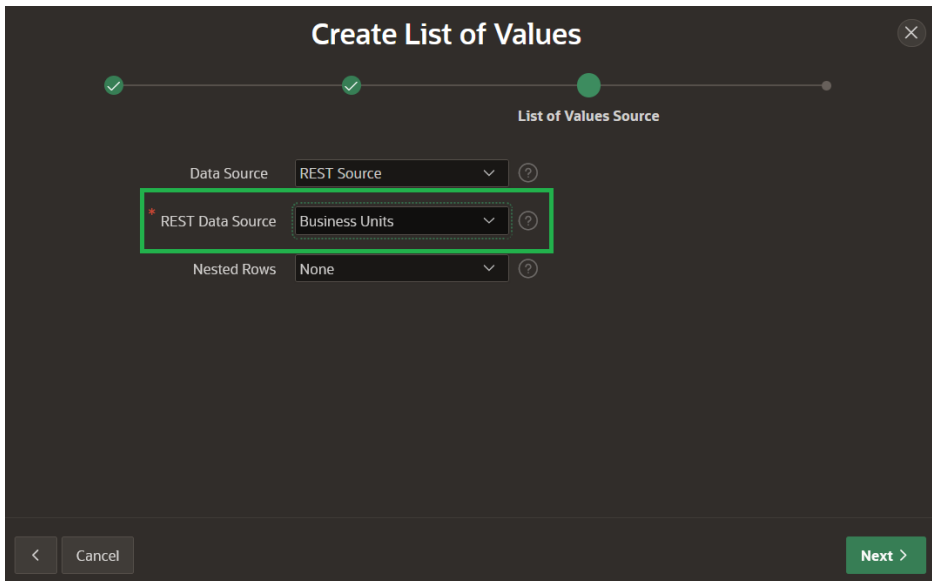 Create List of Values
List of Values Source
Data Source REST Source ?
* REST Data Source Business Units ?
Nested Rows None ?
Cancel Next